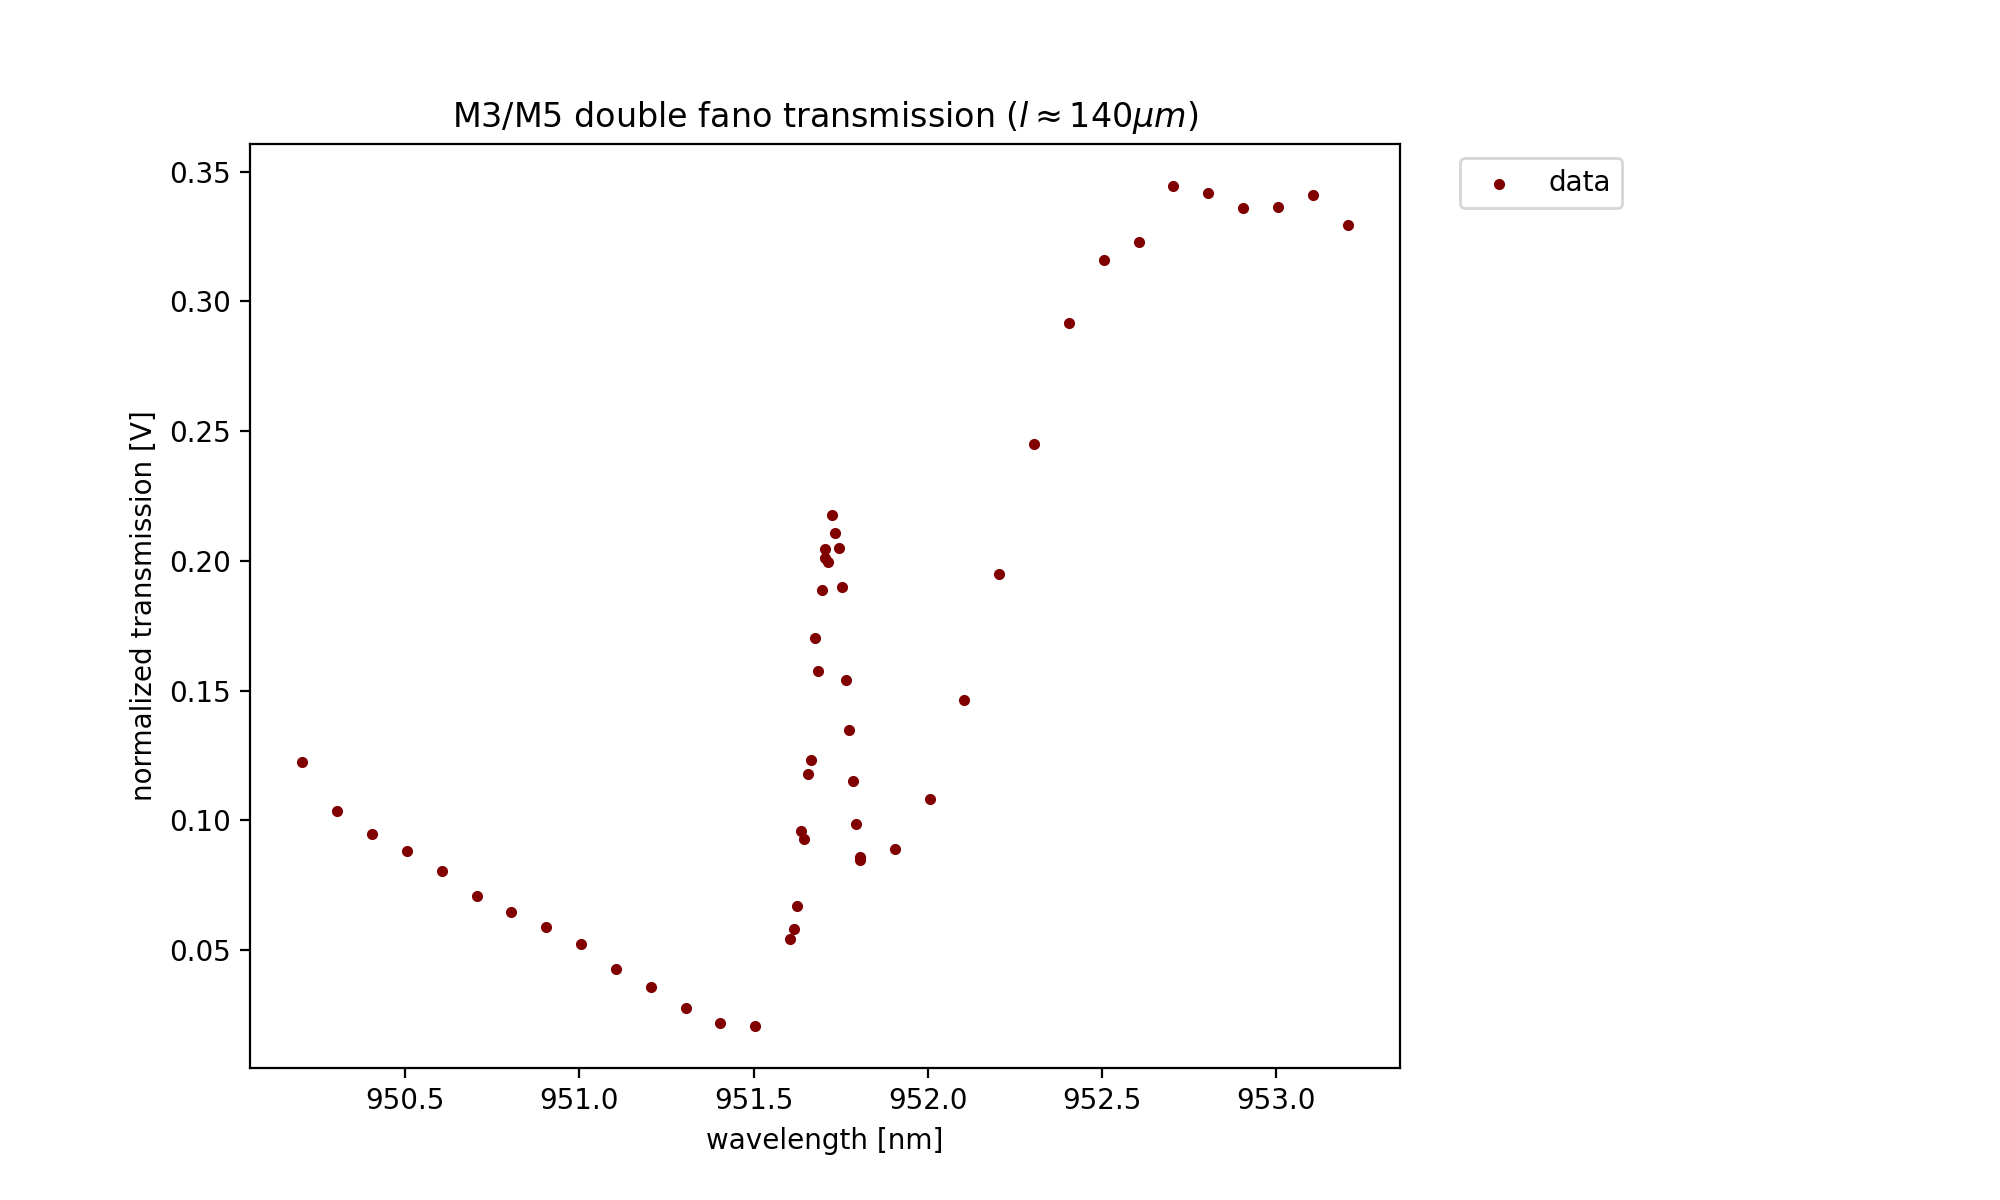 M3/M5 double fano transmission (l ≈ 140μm)
data
normalized transmission [V]
0.35
0.30
0.25
0.20
0.15
0.10
0.05
950.5 951.0 951.5 952.0 952.5 953.0
wavelength [nm]